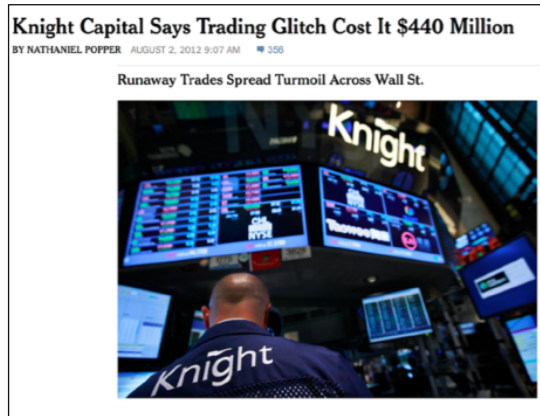 Knight Capital Says Trading Glitch Cost It $440 Million
BY NATHANIEL POPPER AUGUST 2, 2012 9:07 AM 356
Runaway Trades Spread Turmoil Across Wall St.
Knight
Knight